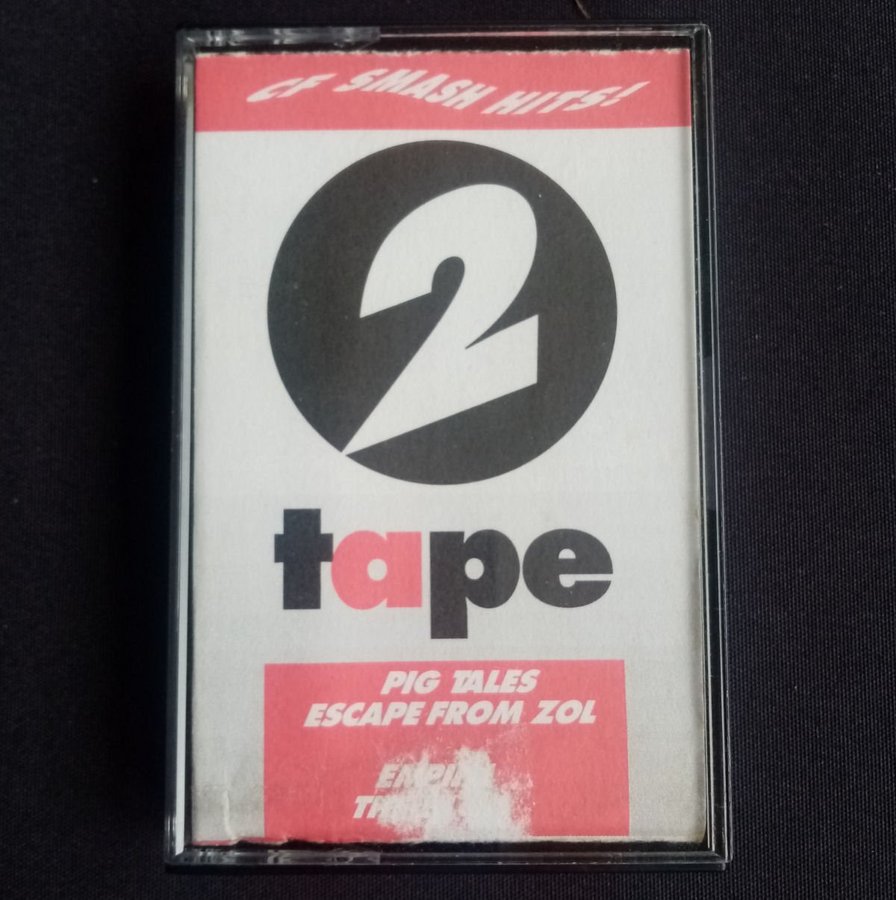 CF SMASH HITS!
2
tape
PIG TALES
ESCAPE FROM ZOL